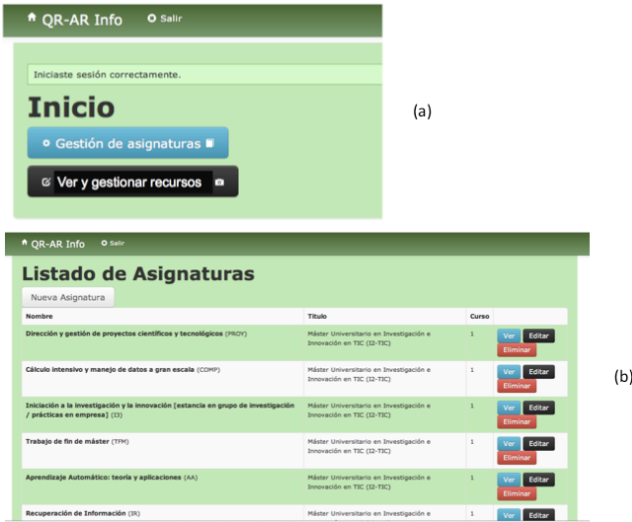 QR-AR Info Salir
Iniciaste sesión correctamente.
Inicio
Gestión de asignaturas
Ver y gestionar recursos
(a)
QR-AR Info Salir
Listado de Asignaturas
Nueva Asignatura
Nombre Título Curso
Dirección y gestión de proyectos científicos y tecnológicos (PROY) Máster Universitario en Investigación e 1 Ver Editar
Innovación en TIC (I2-TIC) Eliminar
Cálculo intensivo y manejo de datos a gran escala (COMP) Máster Universitario en Investigación e 1 Ver Editar
Innovación en TIC (I2-TIC) Eliminar
(b)
Iniciación a la investigación y la innovación [estancia en grupo de investigación Máster Universitario en Investigación e 1 Ver Editar
/ prácticas en empresa] (I3) Innovación en TIC (I2-TIC) Eliminar
Trabajo de fin de máster (TFM) Máster Universitario en Investigación e 1 Ver Editar
Innovación en TIC (I2-TIC) Eliminar
Aprendizaje Automático: teoría y aplicaciones (AA) Máster Universitario en Investigación e 1 Ver Editar
Innovación en TIC (I2-TIC) Eliminar
Recuperación de Información (IR) Máster Universitario en Investigación e 1 Ver Editar